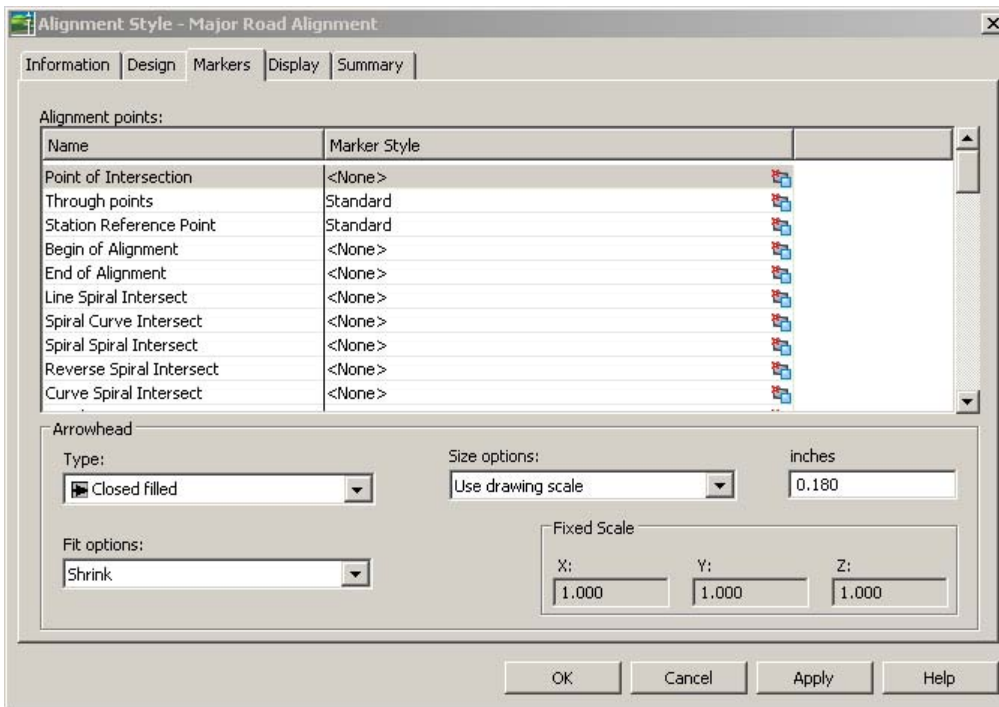 Alignment Style - Major Road Alignment
Information Design Markers Display Summary
Alignment points:
Name Marker Style
Point of Intersection <None>
Through points Standard
Station Reference Point Standard
Begin of Alignment <None>
End of Alignment <None>
Line Spiral Intersect <None>
Spiral Curve Intersect <None>
Spiral Spiral Intersect <None>
Reverse Spiral Intersect <None>
Curve Spiral Intersect <None>
Arrowhead
Type: Size options: inches
Closed filled Use drawing scale 0.180
Fixed Scale
Fit options: X: Y: Z:
Shrink 1.000 1.000 1.000
OK Cancel Apply Help